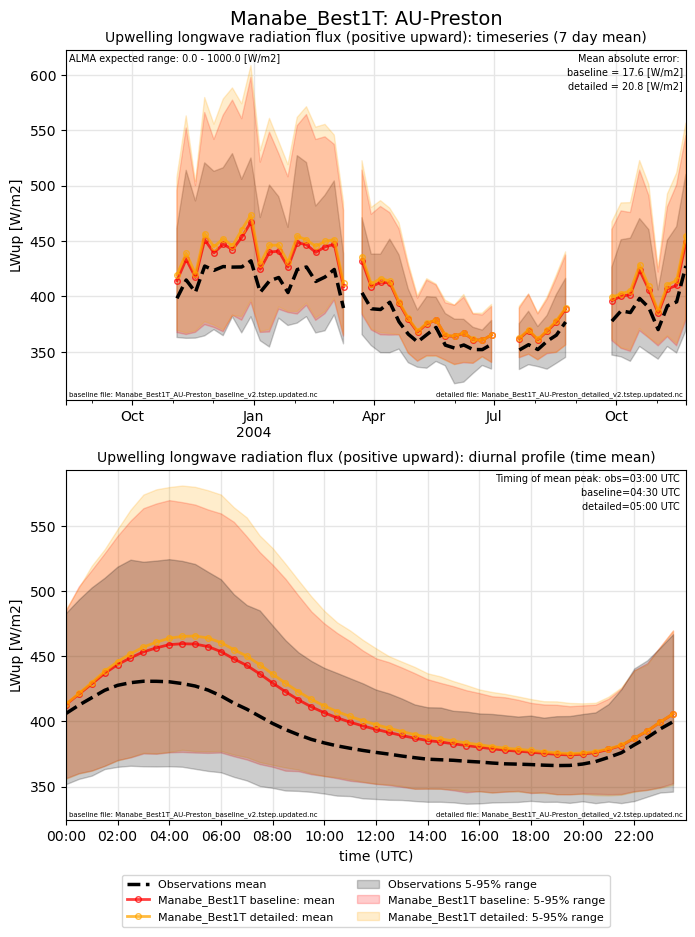 Manabe_Best1T: AU-Preston
Upwelling longwave radiation flux (positive upward): timeseries (7 day mean)
ALMA expected range: 0.0 - 1000.0 [W/m2]
Mean absolute error:
baseline = 17.6 [W/m2]
detailed = 20.8 [W/m2]
600
550
500
450
400
350
LWup [W/m2]
baseline file: Manabe_Best1T_AU-Preston_baseline_v2.tstep.updated.nc
detailed file: Manabe_Best1T_AU-Preston_detailed_v2.tstep.updated.nc
Oct
Jan
Apr
Jul
Oct
2004
Upwelling longwave radiation flux (positive upward): diurnal profile (time mean)
Timing of mean peak: obs=03:00 UTC
baseline=04:30 UTC
detailed=05:00 UTC
550
500
450
400
350
LWup [W/m2]
baseline file: Manabe_Best1T_AU-Preston_baseline_v2.tstep.updated.nc
detailed file: Manabe_Best1T_AU-Preston_detailed_v2.tstep.updated.nc
00:00 02:00 04:00 06:00 08:00 10:00 12:00 14:00 16:00 18:00 20:00 22:00
time (UTC)
Observations mean
Manabe_Best1T baseline: mean
Manabe_Best1T detailed: mean
Observations 5-95% range
Manabe_Best1T baseline: 5-95% range
Manabe_Best1T detailed: 5-95% range